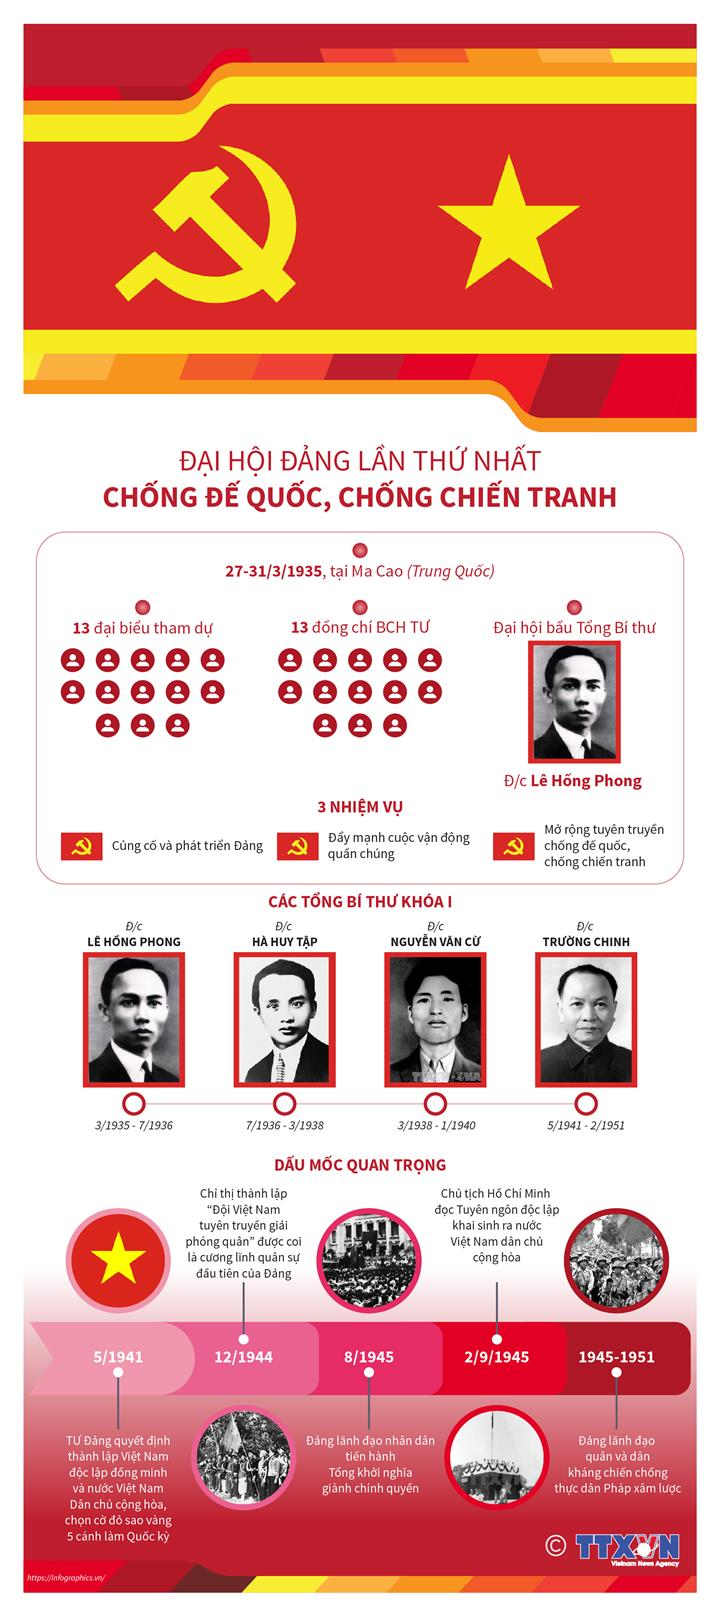 ĐẠI HỘI ĐẢNG LẦN THỨ NHẤT
CHỐNG ĐẾ QUỐC, CHỐNG CHIẾN TRANH
27-31/3/1935, tại Ma Cao (Trung Quốc)
13 đại biểu tham dự
13 đồng chí BCH TƯ
Đại hội bầu Tổng Bí thư
Đ/c Lê Hồng Phong
3 NHIỆM VỤ
Củng cố và phát triển Đảng
Đẩy mạnh cuộc vận động
quần chúng
Mở rộng tuyên truyền
chống đế quốc,
chống chiến tranh
CÁC TỔNG BÍ THƯ KHÓA I
Đ/c
LÊ HỒNG PHONG
Đ/c
HÀ HUY TẬP
Đ/c
NGUYỄN VĂN CỪ
Đ/c
TRƯỜNG CHINH
3/1935 - 7/1936
7/1936 - 3/1938
3/1938 - 1/1940
5/1941 - 2/1951
DẤU MỐC QUAN TRỌNG
Chỉ thị thành lập
“Đội Việt Nam
tuyên truyền giải
phóng quân” được coi
là cương lĩnh quân sự
đầu tiên của Đảng
Chủ tịch Hồ Chí Minh
đọc Tuyên ngôn độc lập
khai sinh ra nước
Việt Nam dân chủ
cộng hòa
5/1941
12/1944
8/1945
2/9/1945
1945-1951
TƯ Đảng quyết định
thành lập Việt Nam
độc lập đồng minh
và nước Việt Nam
Dân chủ cộng hòa,
chọn cờ đỏ sao vàng
5 cánh làm Quốc kỳ
Đảng lãnh đạo nhân dân
tiến hành
Tổng khởi nghĩa
giành chính quyền
Đảng lãnh đạo
quân và dân
kháng chiến chống
thực dân Pháp xâm lược
© TTXVN
Vietnam News Agency
https://infographics.vn/